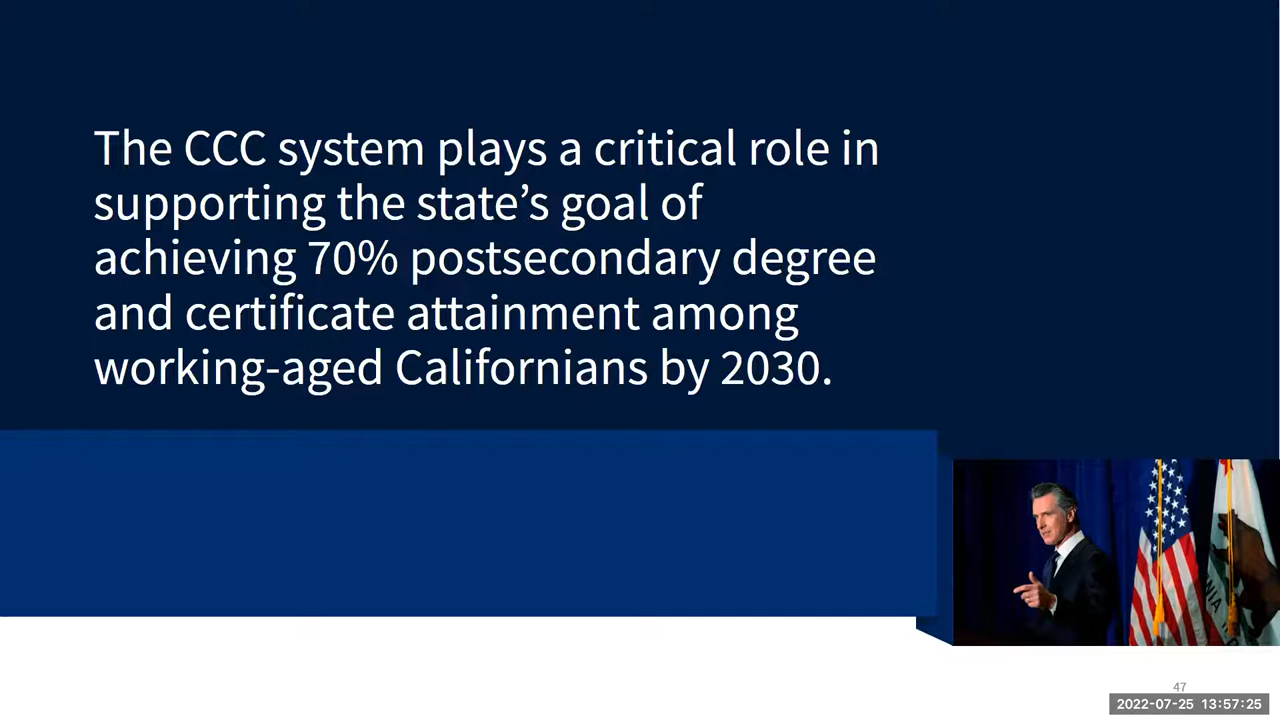 The CCC system plays a critical role in
supporting the state’s goal of
achieving 70% postsecondary degree
and certificate attainment among
working-aged Californians by 2030.
47
2022-07-25 13:57:25